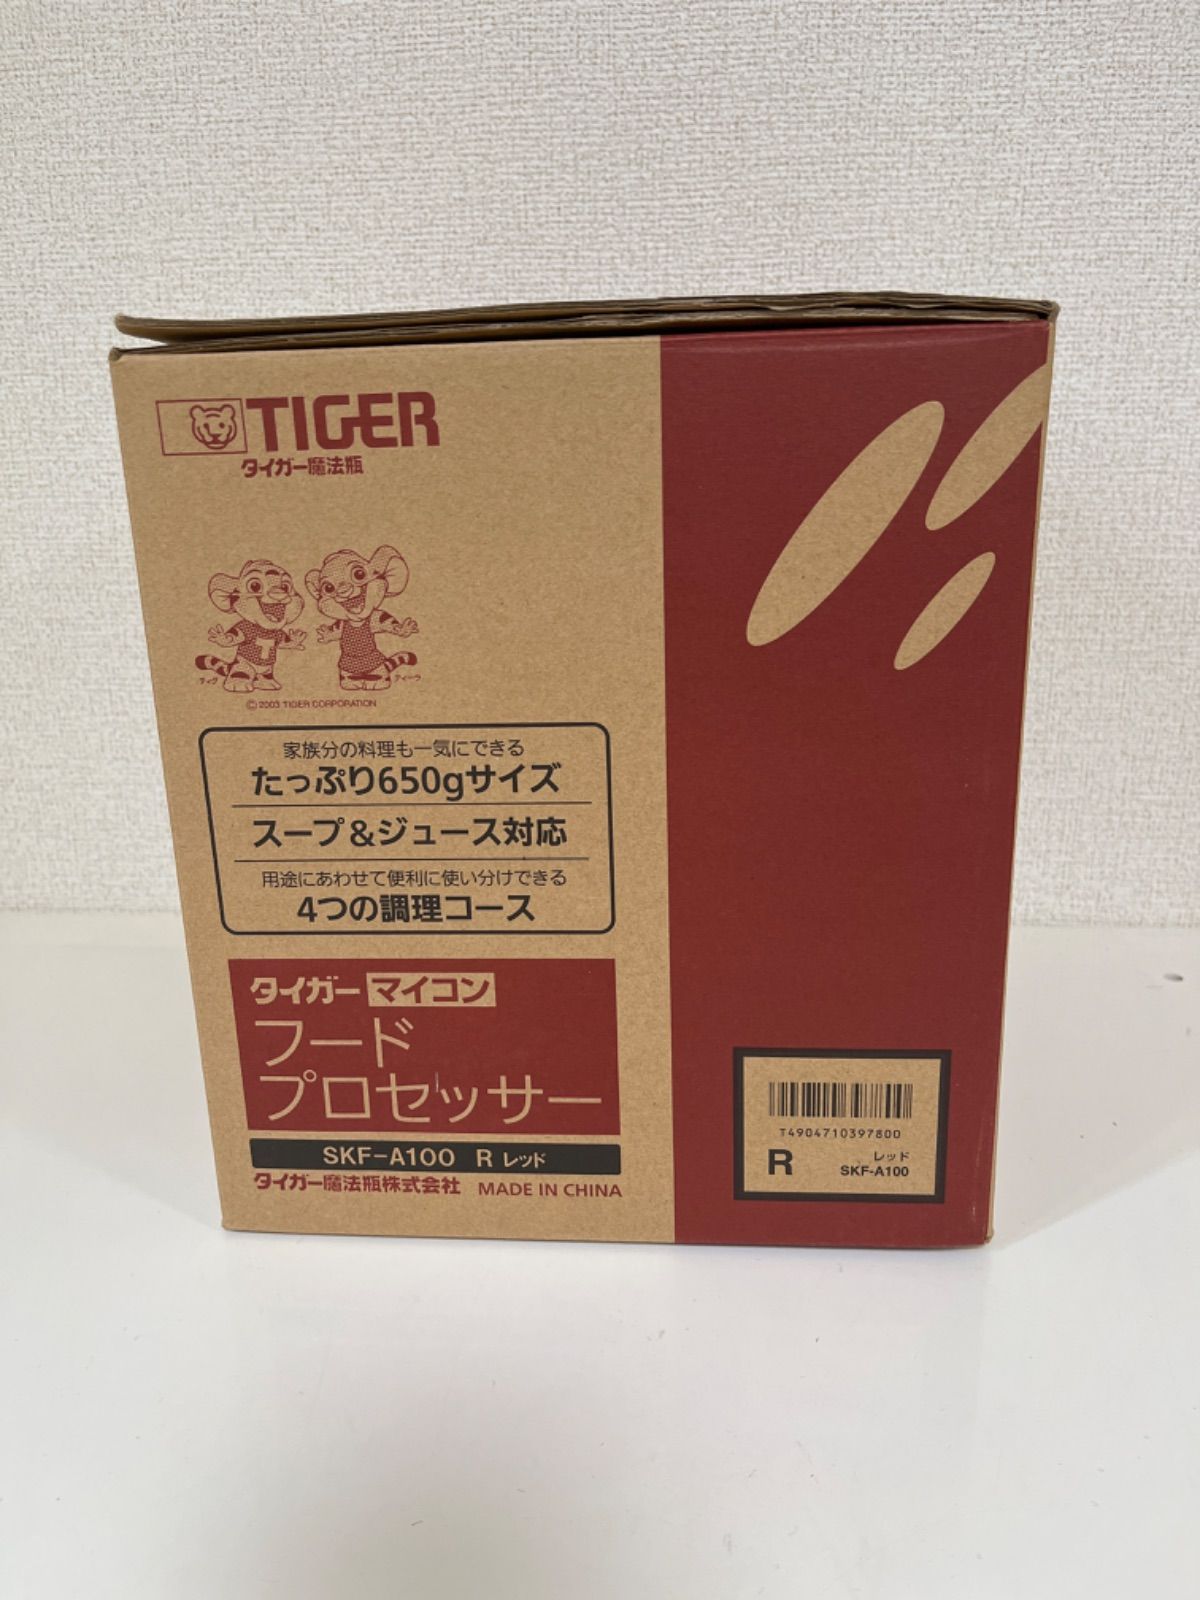 TIGER
タイガー魔法瓶
ティグ
ティーラ
©2003 TIGER CORPORATION
家族分の料理も一気にできる
たっぷり650gサイズ
スープ&ジュース対応
用途にあわせて便利に使い分けできる
4つの調理コース
タイガー マイコン
フード
プロセッサー
SKF-A100 R レッド
タイガー魔法瓶株式会社 MADE IN CHINA
T4904710397800
R レッド
SKF-A100